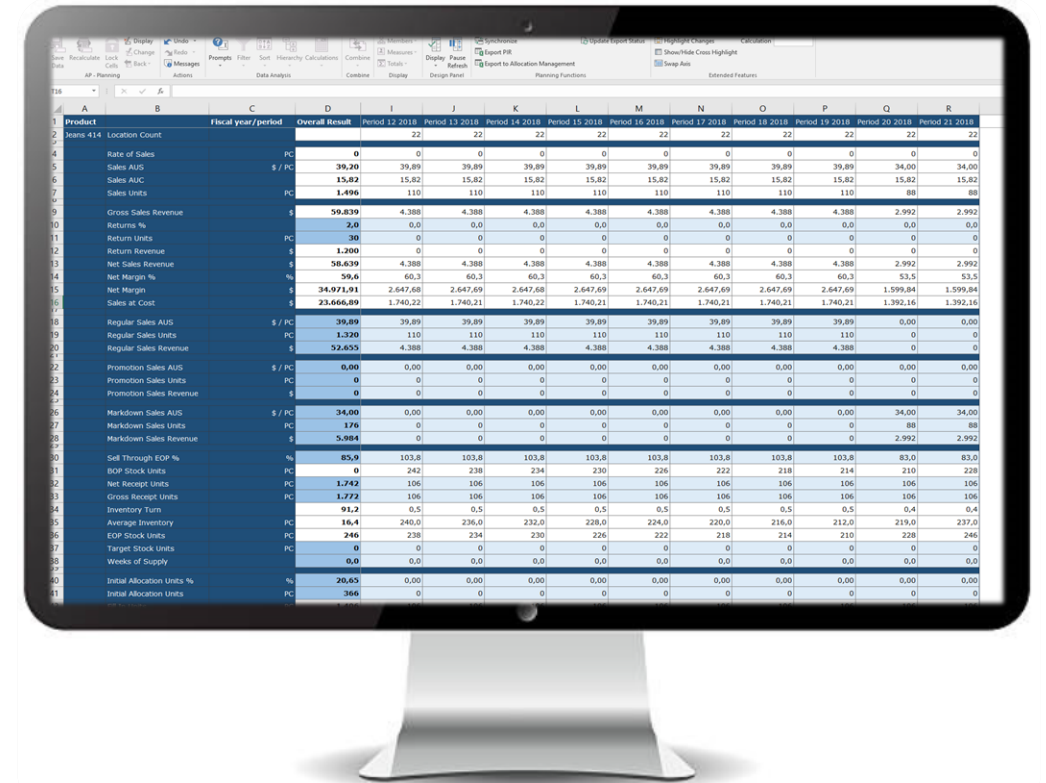 Display Undo Members Synchronize Update Export Status Highlight Changes Calculation
Save Recalculate Lock Change Redo Prompts Filter Sort Hierarchy Calculations Combine Measures Display Pause Export PIR Show/Hide Cross Highlight
Data Cells Back Messages Totals Refresh Export to Allocation Management Swap Axis
AP - Planning Actions Data Analysis Combine Display Design Panel Planning Functions Extended Features
T16 fx
A B C D I J K L M N O P Q R
1 Product Fiscal year/period Overall Result Period 12 2018 Period 13 2018 Period 14 2018 Period 15 2018 Period 16 2018 Period 17 2018 Period 18 2018 Period 19 2018 Period 20 2018 Period 21 2018
2 Jeans 414 Location Count 22 22 22 22 22 22 22 22 22 22
4 Rate of Sales PC 0 0 0 0 0 0 0 0 0 0 0
5 Sales AUS $ / PC 39,20 39,89 39,89 39,89 39,89 39,89 39,89 39,89 39,89 34,00 34,00
6 Sales AUC 15,82 15,82 15,82 15,82 15,82 15,82 15,82 15,82 15,82 15,82 15,82
7 Sales Units PC 1.496 110 110 110 110 110 110 110 110 88 88
9 Gross Sales Revenue $ 59.839 4.388 4.388 4.388 4.388 4.388 4.388 4.388 4.388 2.992 2.992
10 Returns % 2,0 0,0 0,0 0,0 0,0 0,0 0,0 0,0 0,0 0,0 0,0
11 Return Units PC 30 0 0 0 0 0 0 0 0 0 0
12 Return Revenue $ 1.200 0 0 0 0 0 0 0 0 0 0
13 Net Sales Revenue $ 58.639 4.388 4.388 4.388 4.388 4.388 4.388 4.388 4.388 2.992 2.992
14 Net Margin % % 59,6 60,3 60,3 60,3 60,3 60,3 60,3 60,3 60,3 53,5 53,5
15 Net Margin $ 34.971,91 2.647,68 2.647,69 2.647,68 2.647,69 2.647,69 2.647,69 2.647,69 2.647,69 1.599,84 1.599,84
16 Sales at Cost $ 23.666,89 1.740,22 1.740,21 1.740,22 1.740,21 1.740,21 1.740,21 1.740,21 1.740,21 1.392,16 1.392,16
18 Regular Sales AUS $ / PC 39,89 39,89 39,89 39,89 39,89 39,89 39,89 39,89 39,89 0,00 0,00
19 Regular Sales Units PC 1.320 110 110 110 110 110 110 110 110 0 0
20 Regular Sales Revenue $ 52.655 4.388 4.388 4.388 4.388 4.388 4.388 4.388 4.388 0 0
22 Promotion Sales AUS $ / PC 0,00 0,00 0,00 0,00 0,00 0,00 0,00 0,00 0,00 0,00 0,00
23 Promotion Sales Units PC 0 0 0 0 0 0 0 0 0 0 0
24 Promotion Sales Revenue $ 0 0 0 0 0 0 0 0 0 0 0
26 Markdown Sales AUS $ / PC 34,00 0,00 0,00 0,00 0,00 0,00 0,00 0,00 0,00 34,00 34,00
27 Markdown Sales Units PC 176 0 0 0 0 0 0 0 0 88 88
28 Markdown Sales Revenue $ 5.984 0 0 0 0 0 0 0 0 2.992 2.992
30 Sell Through EOP % % 85,9 103,8 103,8 103,8 103,8 103,8 103,8 103,8 103,8 83,0 83,0
31 BOP Stock Units PC 0 242 238 234 230 226 222 218 214 210 228
32 Net Receipt Units PC 1.742 106 106 106 106 106 106 106 106 106 106
33 Gross Receipt Units PC 1.772 106 106 106 106 106 106 106 106 106 106
34 Inventory Turn 91,2 0,5 0,5 0,5 0,5 0,5 0,5 0,5 0,5 0,4 0,4
35 Average Inventory PC 16,4 240,0 236,0 232,0 228,0 224,0 220,0 216,0 212,0 219,0 237,0
36 EOP Stock Units PC 246 238 234 230 226 222 218 214 210 228 246
37 Target Stock Units PC 0 0 0 0 0 0 0 0 0 0 0
38 Weeks of Supply 0,0 0,0 0,0 0,0 0,0 0,0 0,0 0,0 0,0 0,0 0,0
40 Initial Allocation Units % % 20,65 0,00 0,00 0,00 0,00 0,00 0,00 0,00 0,00 0,00 0,00
41 Initial Allocation Units PC 366 0 0 0 0 0 0 0 0 0 0